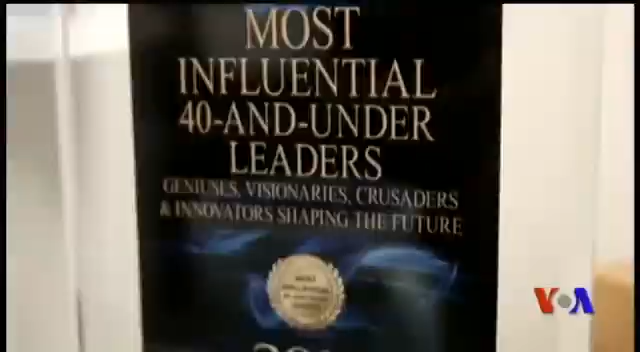 MOST
INFLUENTIAL
40-AND-UNDER
LEADERS
GENIUSES, VISIONARIES, CRUSADERS
& INNOVATORS SHAPING THE FUTURE
VOA